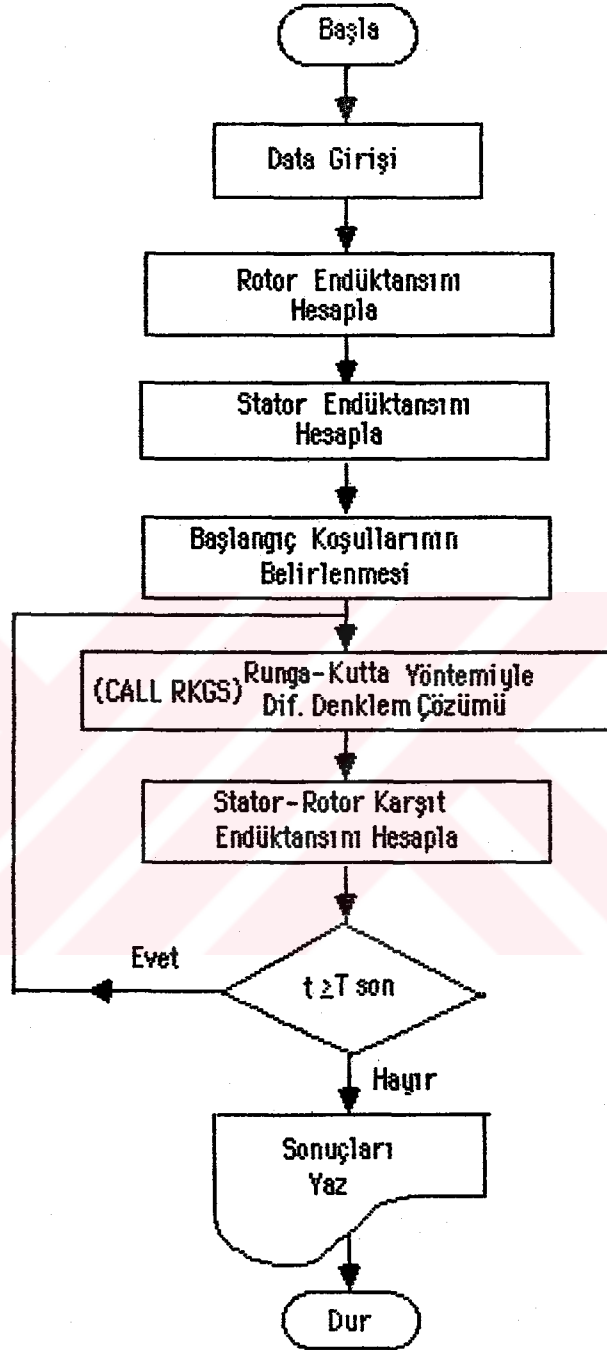 Başla
Data Girişi
Rotor Endüktansını
Hesapla
Stator Endüktansını
Hesapla
Başlangıç Koşullarının
Belirlenmesi
(CALL RKGS) Runga-Kutta Yöntemiyle
Dif. Denklem Çözümü
Stator-Rotor Karşıt
Endüktansını Hesapla
Evet
t ≥T son
Hayır
Sonuçları
Yaz
Dur